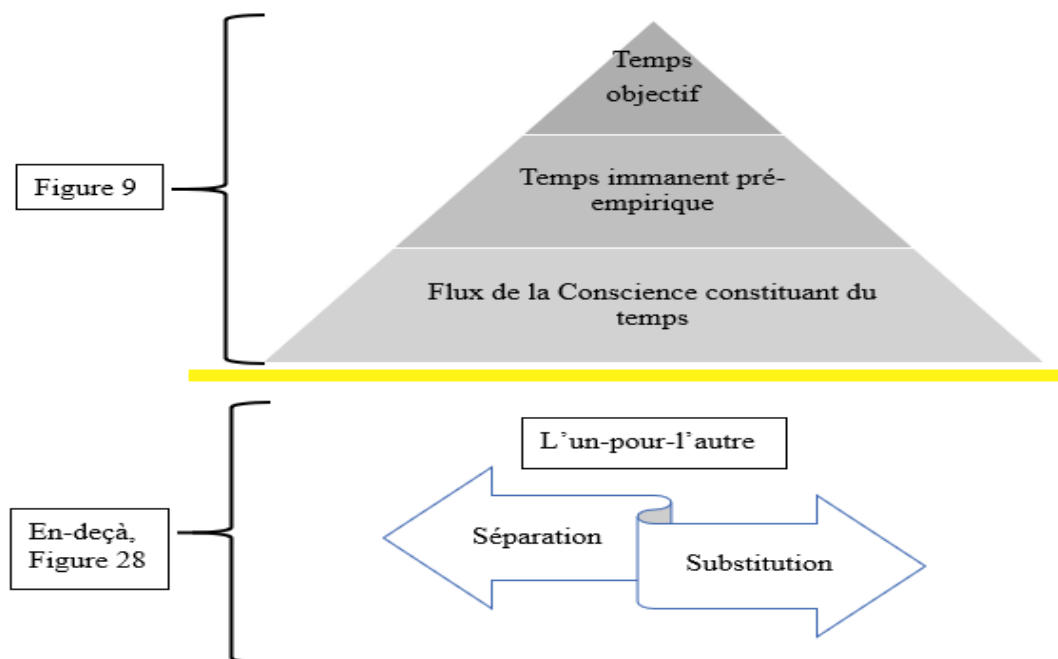 Temps
objectif
Figure 9
Temps immanent pré-
empirique
Flux de la Conscience constituant du
temps
L'un-pour-l'autre
En-deçà,
Figure 28
Séparation
Substitution